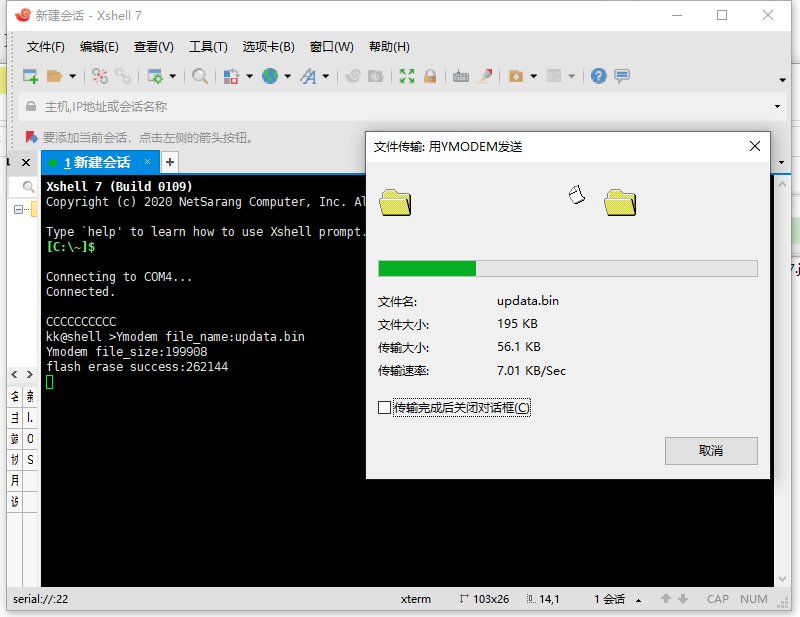 新建会话 - Xshell 7
文件(F) 编辑(E) 查看(V) 工具(T) 选项卡(B) 窗口(W) 帮助(H)
主机,IP地址或会话名称
要添加当前会话，点击左侧的箭头按钮。
1 新建会话
Xshell 7 (Build 0109)
Copyright (c) 2020 NetSarang Computer, Inc. Al
Type `help' to learn how to use Xshell prompt.
[C:\~]$
Connecting to COM4...
Connected.
CCCCCCCCCC
kk@shell >Ymodem file_name:updata.bin
Ymodem file_size:199908
flash erase success:262144
文件传输: 用YMODEM发送
文件名: updata.bin
文件大小: 195 KB
传输大小: 56.1 KB
传输速率: 7.01 KB/Sec
传输完成后关闭对话框(C)
取消
名 新
主
端 0
协 S
用
说
serial://:22 xterm 103x26 14,1 1 会话 CAP NUM